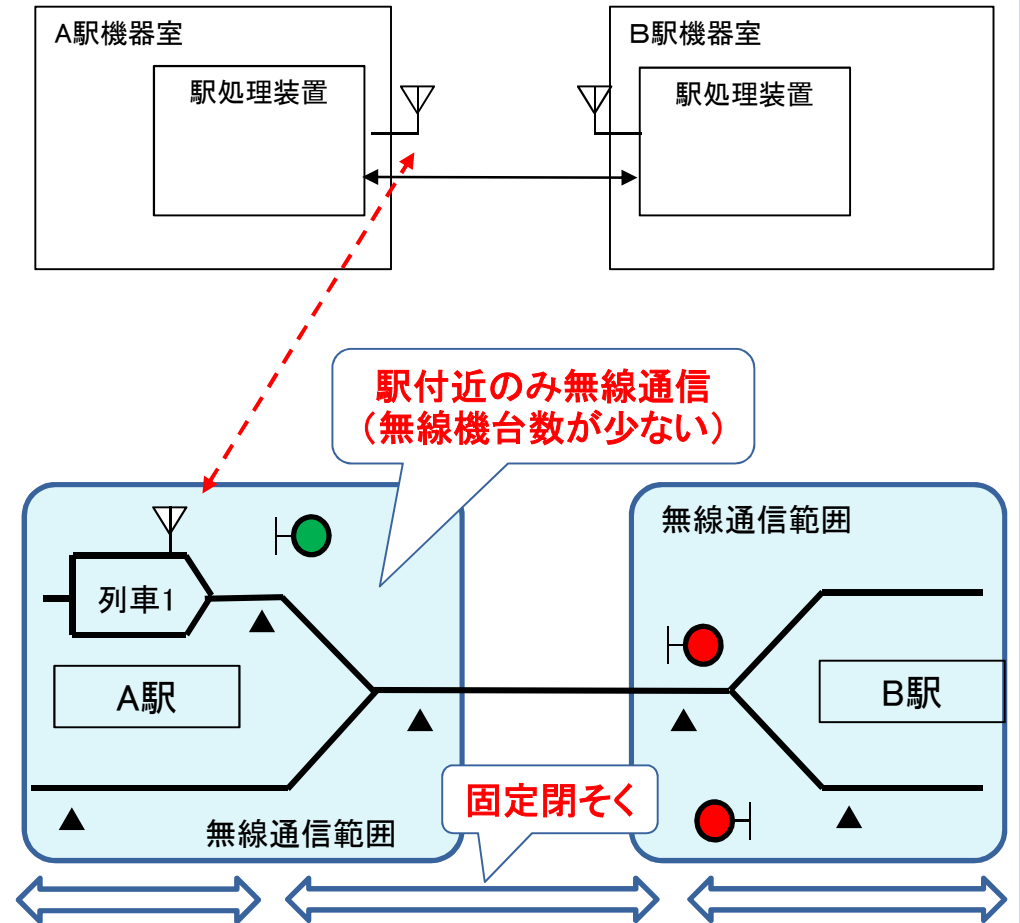 A駅機器室
B駅機器室
駅処理装置
駅処理装置
駅付近のみ無線通信
（無線機台数が少ない）
無線通信範囲
列車1
A駅
B駅
固定閉そく
無線通信範囲